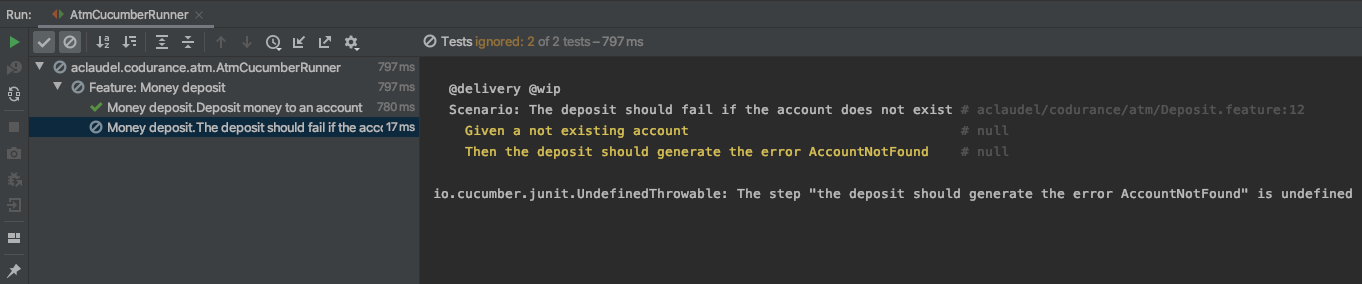 Run: AtmCucumberRunner
Tests ignored: 2 of 2 tests – 797 ms
aclaudel.codurance.atm.AtmCucumberRunner 797 ms
Feature: Money deposit 797 ms
Money deposit.Deposit money to an account 780 ms
Money deposit.The deposit should fail if the acco 17 ms
@delivery @wip
Scenario: The deposit should fail if the account does not exist # aclaudel/codurance/atm/Deposit.feature:12
Given a not existing account # null
Then the deposit should generate the error AccountNotFound # null
io.cucumber.junit.UndefinedThrowable: The step "the deposit should generate the error AccountNotFound" is undefined